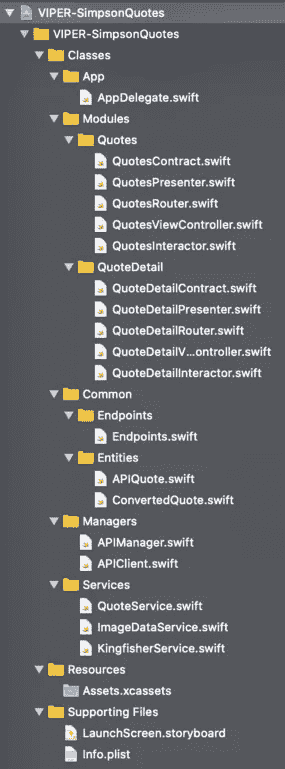 VIPER-SimpsonQuotes
VIPER-SimpsonQuotes
Classes
App
AppDelegate.swift
Modules
Quotes
QuotesContract.swift
QuotesPresenter.swift
QuotesRouter.swift
QuotesViewController.swift
QuotesInteractor.swift
QuoteDetail
QuoteDetailContract.swift
QuoteDetailPresenter.swift
QuoteDetailRouter.swift
QuoteDetailV...ontroller.swift
QuoteDetailInteractor.swift
Common
Endpoints
Endpoints.swift
Entities
APIQuote.swift
ConvertedQuote.swift
Managers
APIManager.swift
APIClient.swift
Services
QuoteService.swift
ImageDataService.swift
KingfisherService.swift
Resources
Assets.xcassets
Supporting Files
LaunchScreen.storyboard
Info.plist